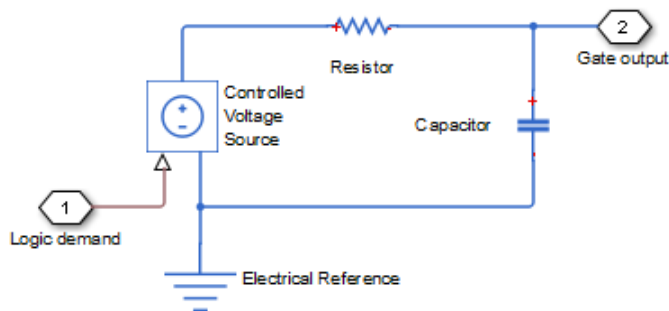 2
Gate output
Resistor
Controlled
Voltage
Source
Capacitor
1
Logic demand
Electrical Reference